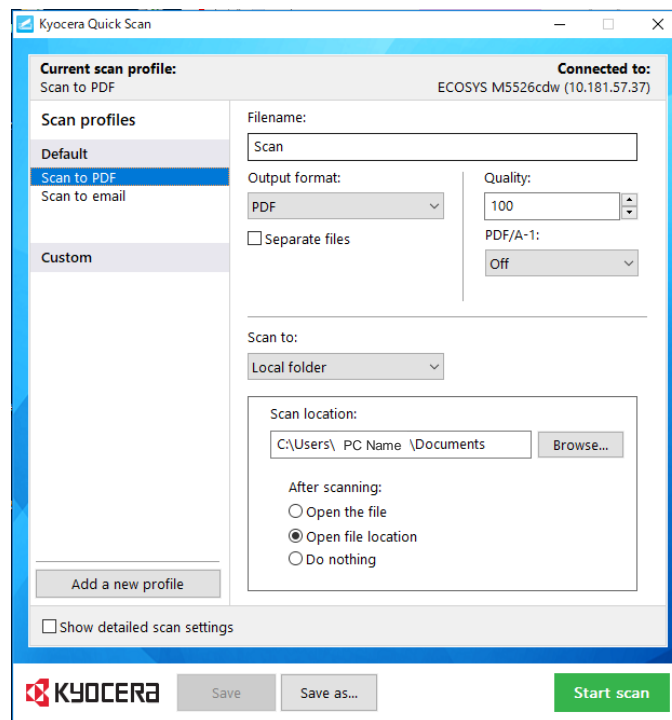 Kyocera Quick Scan
Current scan profile:
Scan to PDF
Connected to:
ECOSYS M5526cdw (10.181.57.37)
Scan profiles
Default
Scan to PDF
Scan to email
Custom
Add a new profile
Filename:
Scan
Output format:
PDF
Separate files
Quality:
100
PDF/A-1:
Off
Scan to:
Local folder
Scan location:
C:\Users\ PC Name \Documents
Browse...
After scanning:
Open the file
Open file location
Do nothing
Show detailed scan settings
KYOCERA
Save
Save as...
Start scan